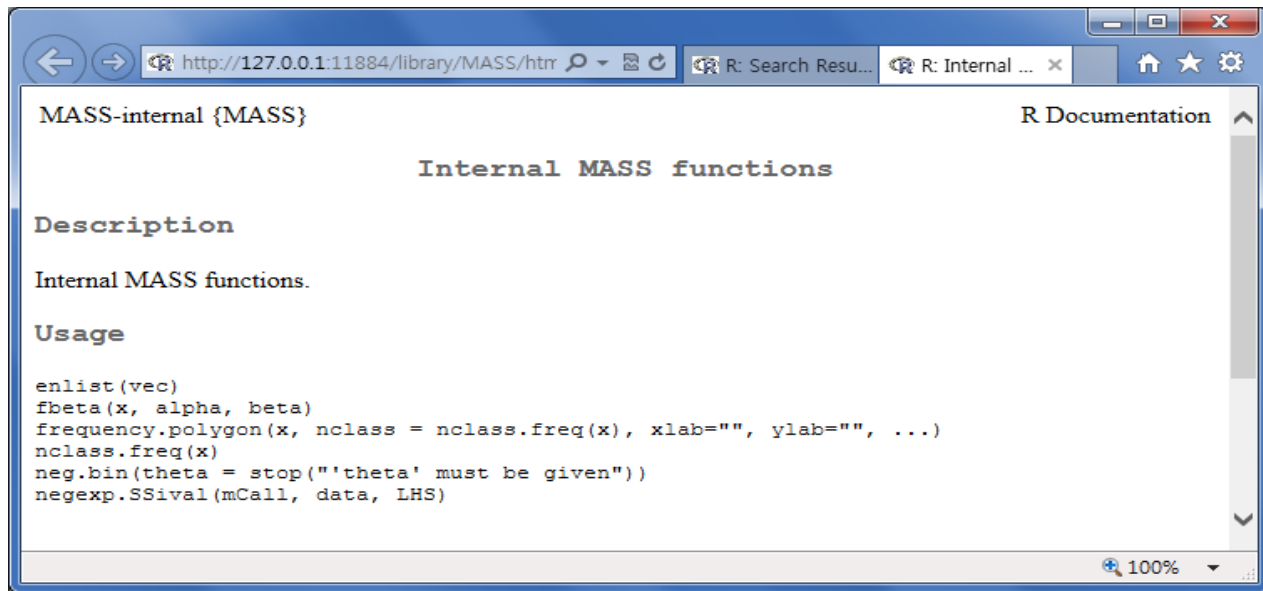 http://127.0.0.1:11884/library/MASS/htm
R: Search Resu...
R: Internal ...
MASS-internal {MASS}
R Documentation
Internal MASS functions
Description
Internal MASS functions.
Usage
enlist(vec)
fbeta(x, alpha, beta)
frequency.polygon(x, nclass = nclass.freq(x), xlab="", ylab="", ...)
nclass.freq(x)
neg.bin(theta = stop("'theta' must be given"))
negexp.SSival(mCall, data, LHS)
100%